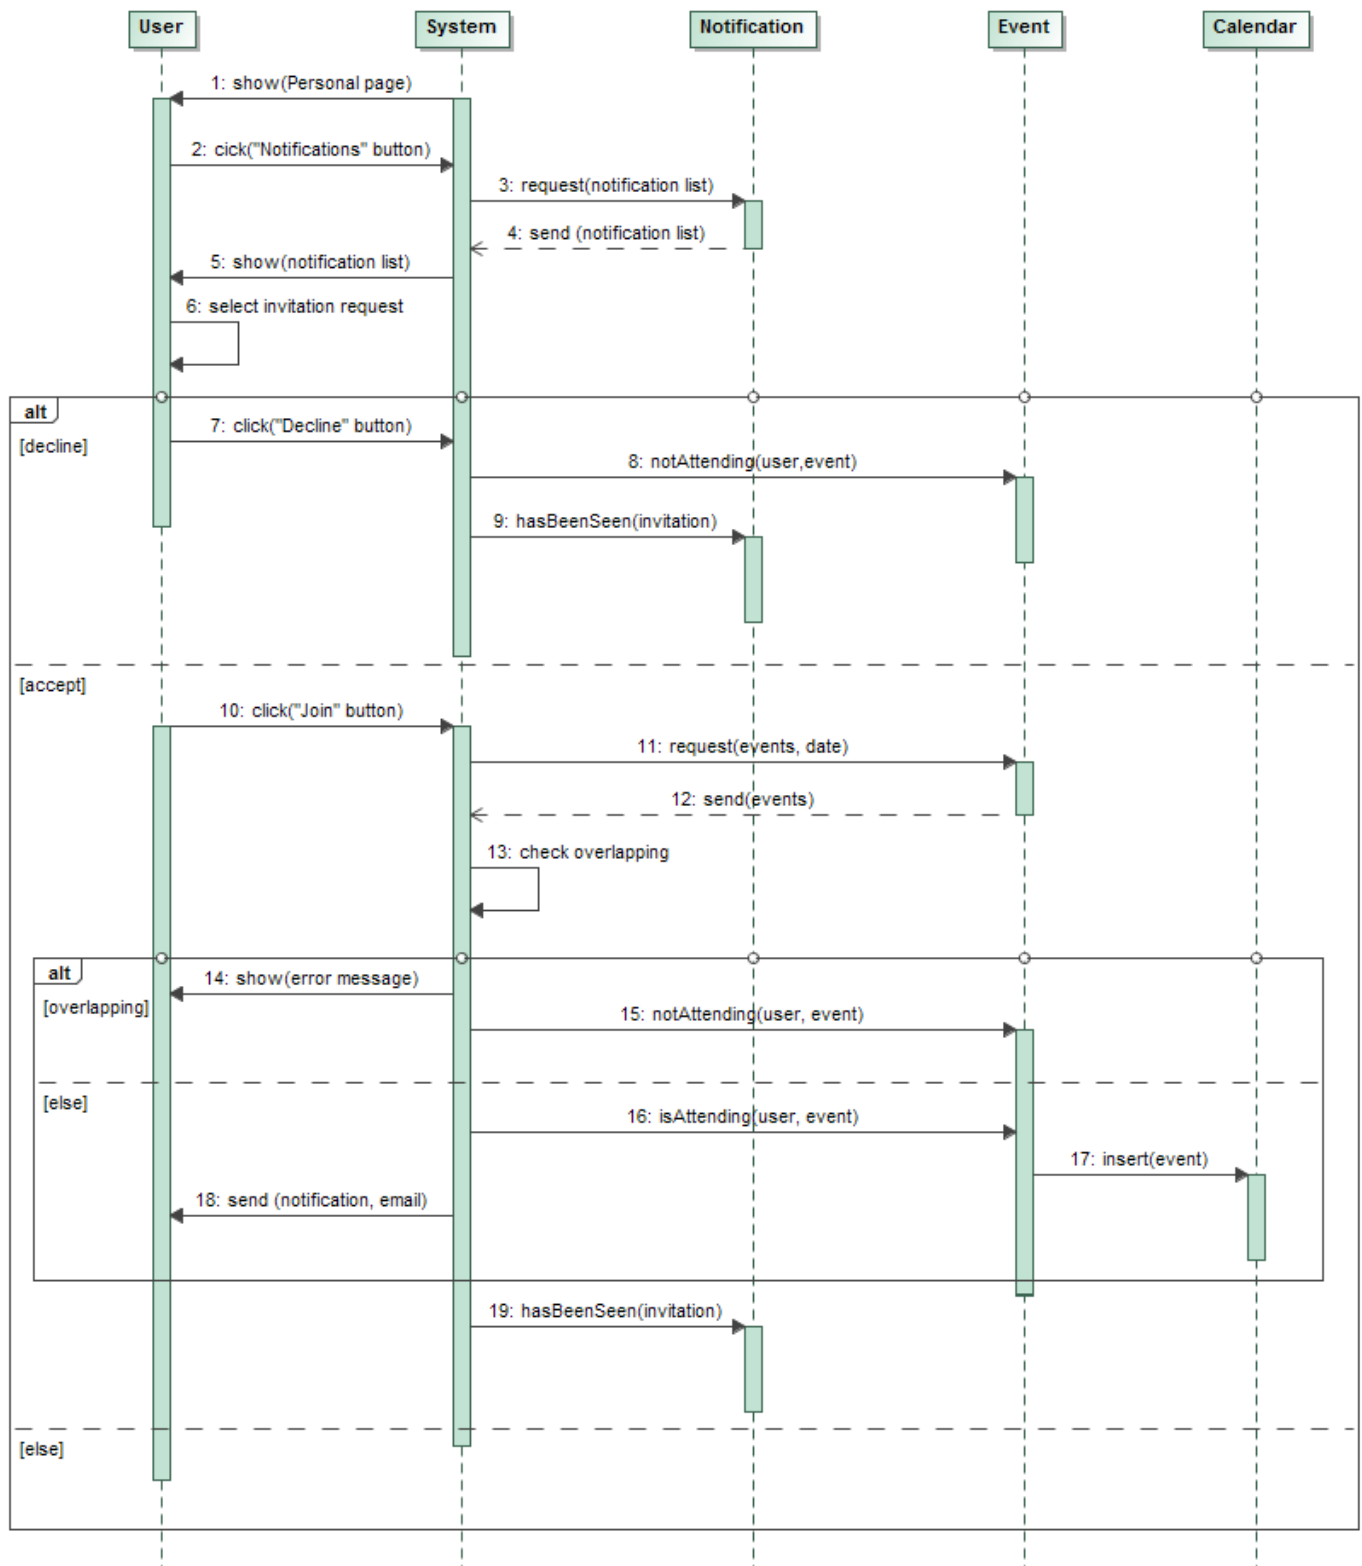 User
System
Notification
Event
Calendar
1: show(Personal page)
2: cick("Notifications" button)
3: request(notification list)
4: send (notification list)
5: show(notification list)
6: select invitation request
alt
[decline]
7: click("Decline" button)
8: notAttending(user,event)
9: hasBeenSeen(invitation)
[accept]
10: click("Join" button)
11: request(events, date)
12: send(events)
13: check overlapping
alt
[overlapping]
14: show(error message)
15: notAttending(user, event)
[else]
16: isAttending(user, event)
17: insert(event)
18: send (notification, email)
19: hasBeenSeen(invitation)
[else]